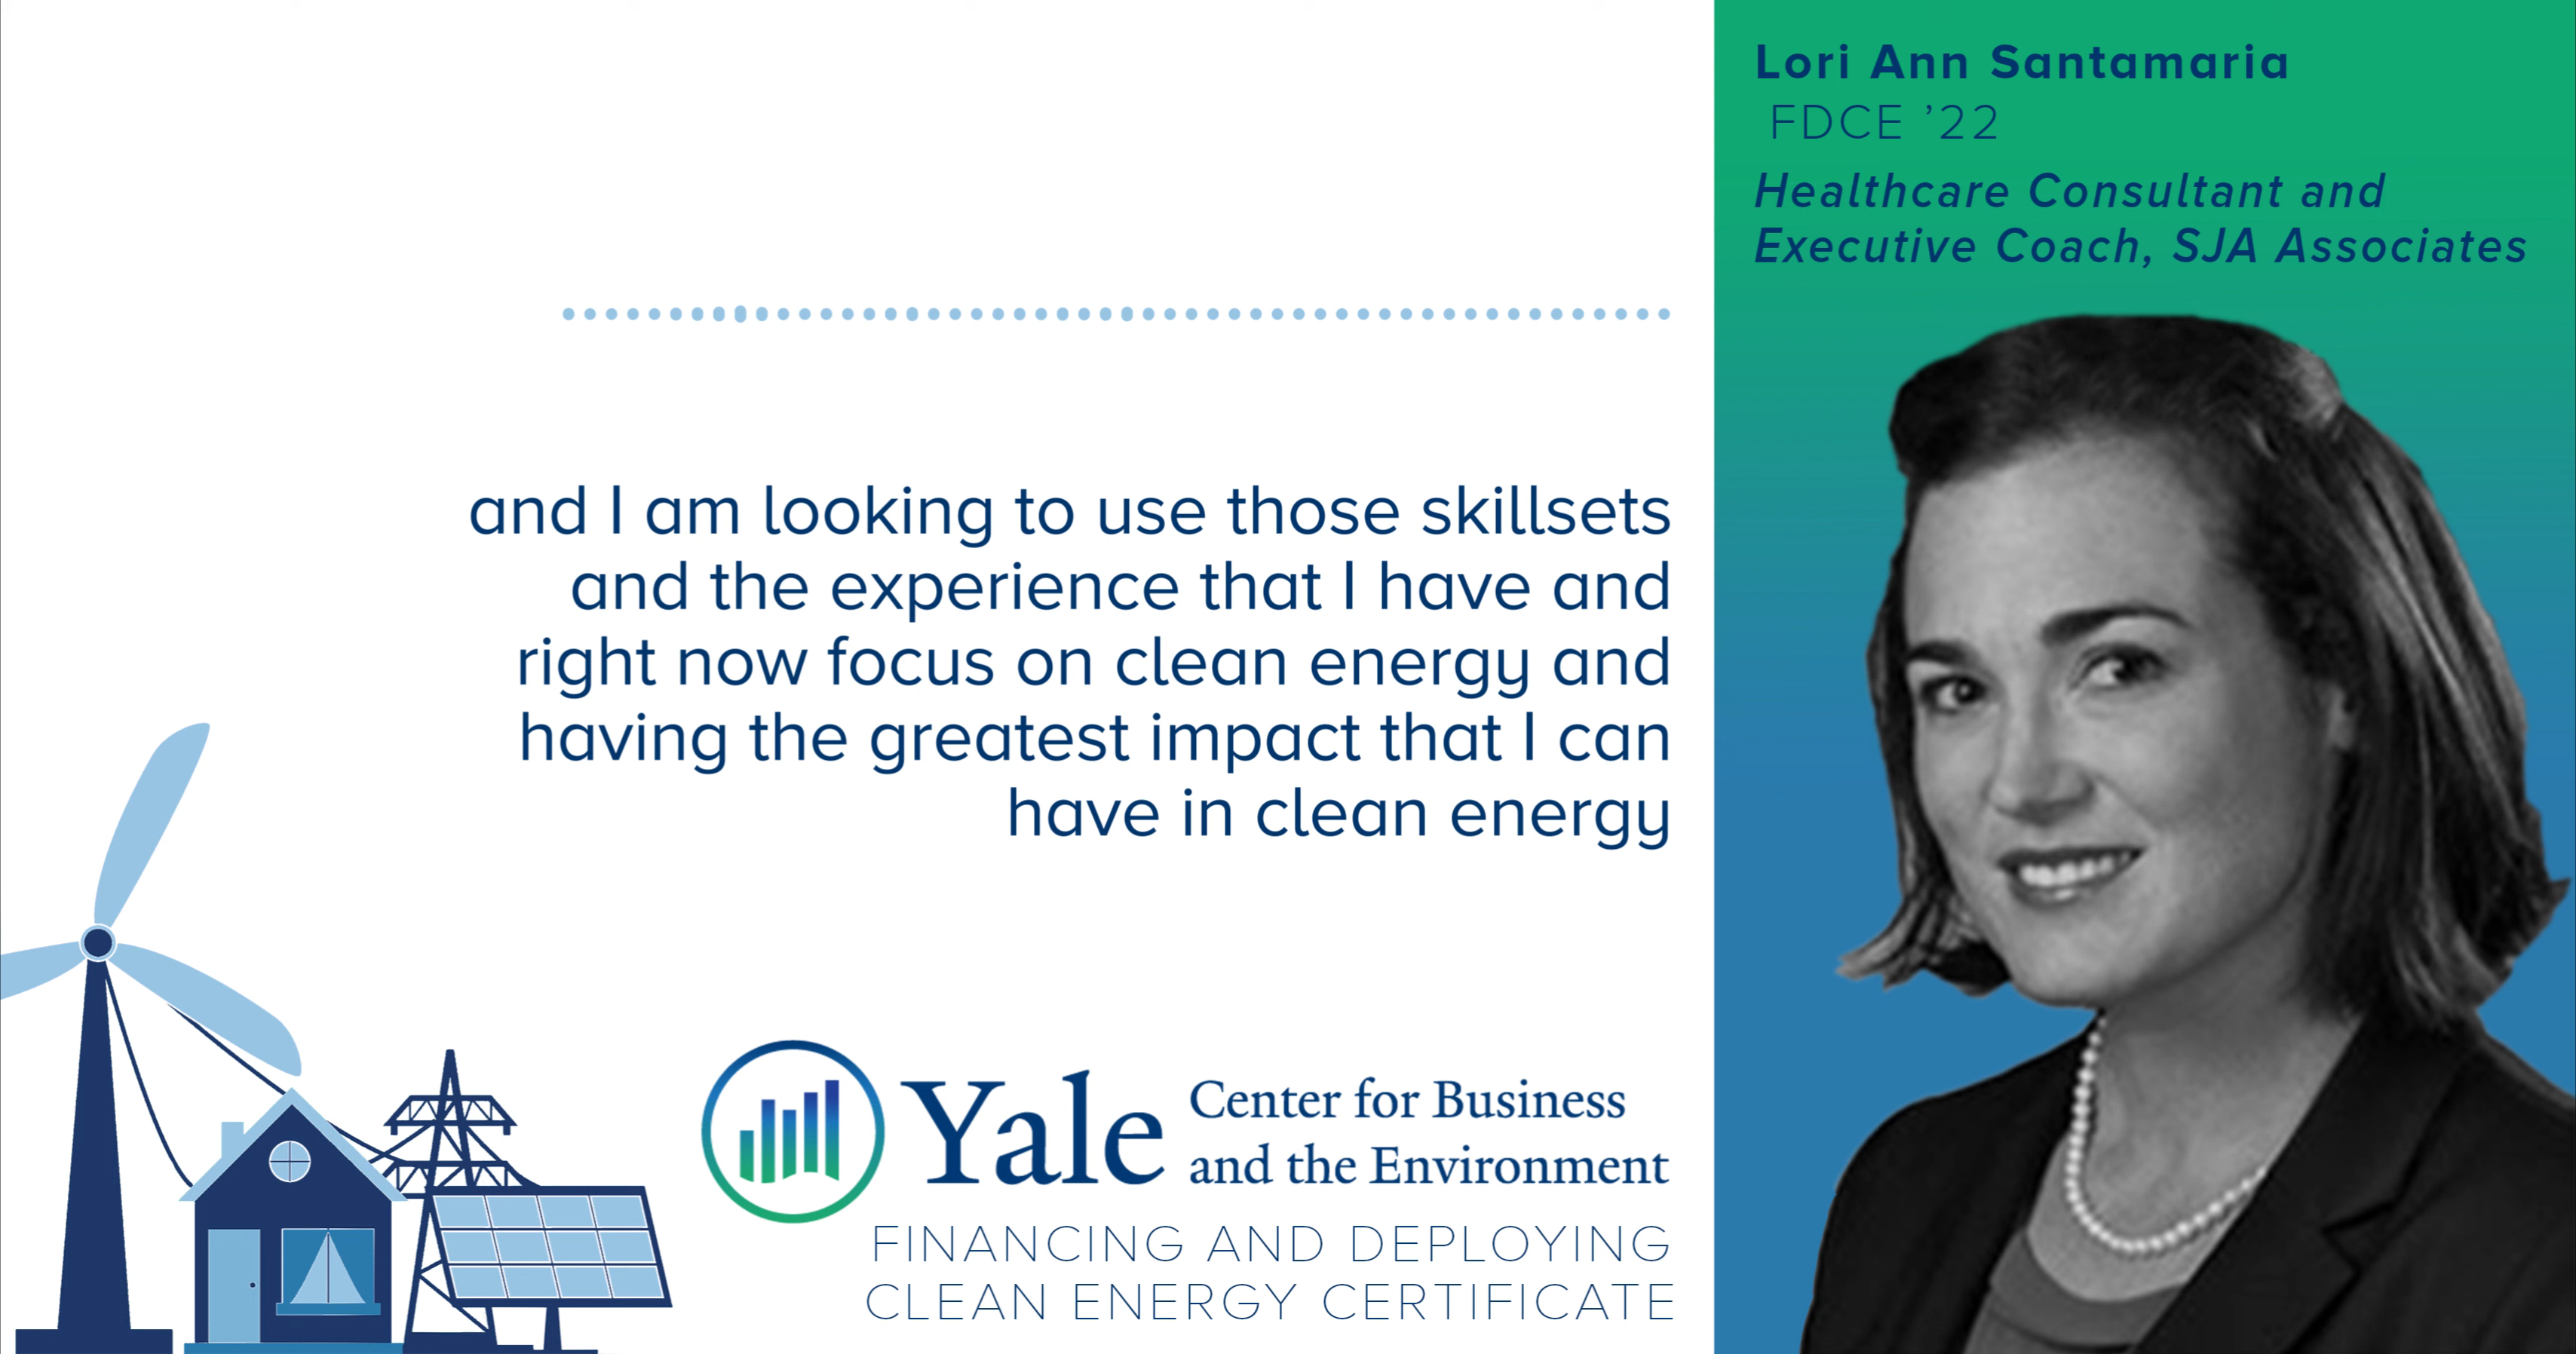 Lori Ann Santamaria
FDCE ’22
Healthcare Consultant and
Executive Coach, SJA Associates
and I am looking to use those skillsets
and the experience that I have and
right now focus on clean energy and
having the greatest impact that I can
have in clean energy
Yale Center for Business
and the Environment
FINANCING AND DEPLOYING
CLEAN ENERGY CERTIFICATE